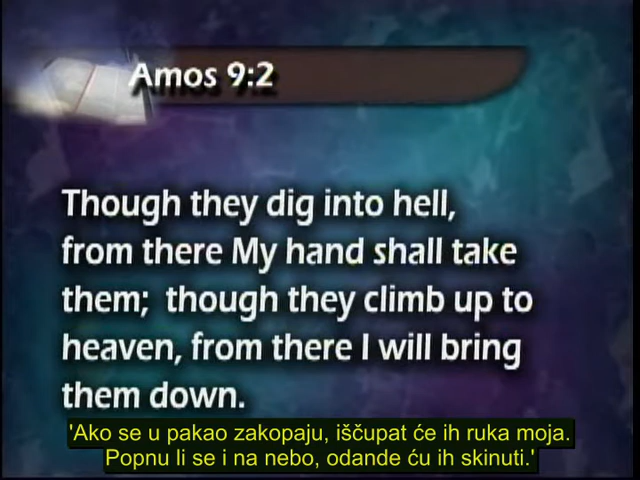 Amos 9:2
Though they dig into hell,
from there My hand shall take
them; though they climb up to
heaven, from there I will bring
them down.
'Ako se u pakao zakopaju, iščupat će ih ruka moja.
Popnu li se i na nebo, odande ću ih skinuti.'